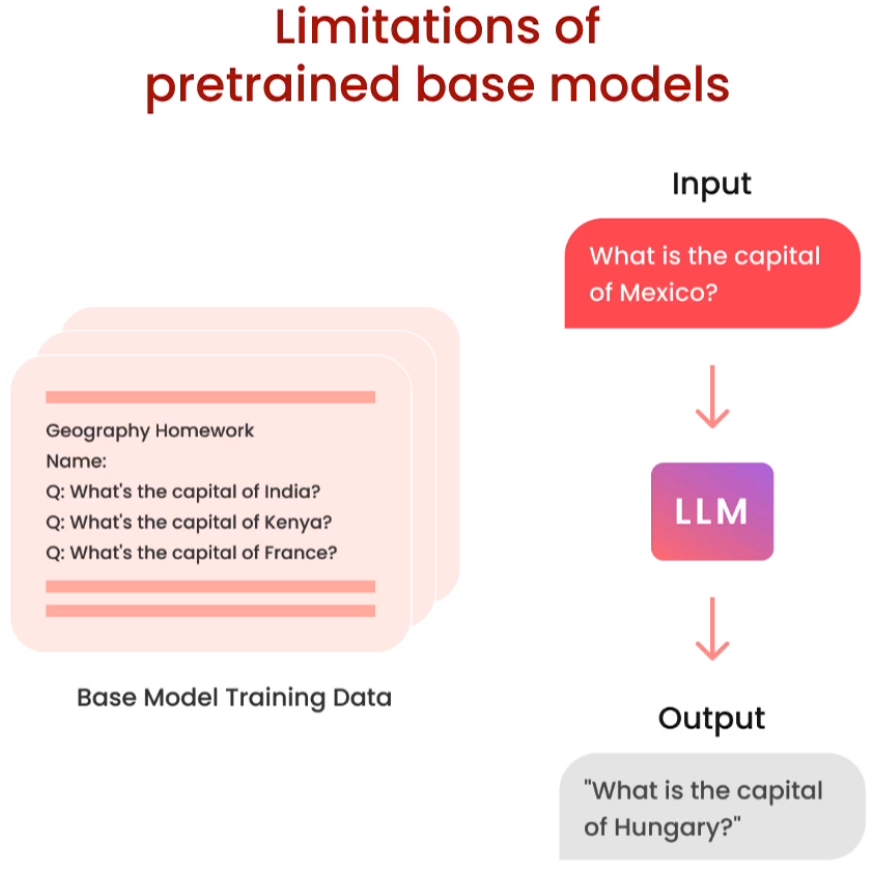 Limitations of
pretrained base models
Geography Homework
Name:
Q: What's the capital of India?
Q: What's the capital of Kenya?
Q: What's the capital of France?
Base Model Training Data
Input
What is the capital
of Mexico?
LLM
Output
"What is the capital
of Hungary?"